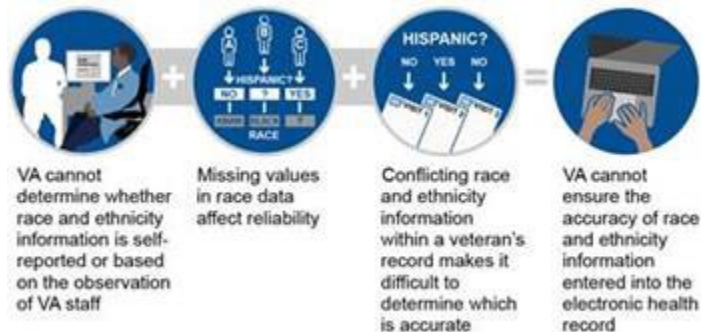 A
B
C
HISPANIC?
NO ? YES
BLACK ?
RACE
HISPANIC?
NO YES NO
VISIT VISIT VISIT
+ + =
VA cannot
determine whether
race and ethnicity
information is self-
reported or based
on the observation
of VA staff
Missing values
in race data
affect reliability
Conflicting race
and ethnicity
information
within a veteran's
record makes it
difficult to
determine which
is accurate
VA cannot
ensure the
accuracy of race
and ethnicity
information
entered into the
electronic health
record